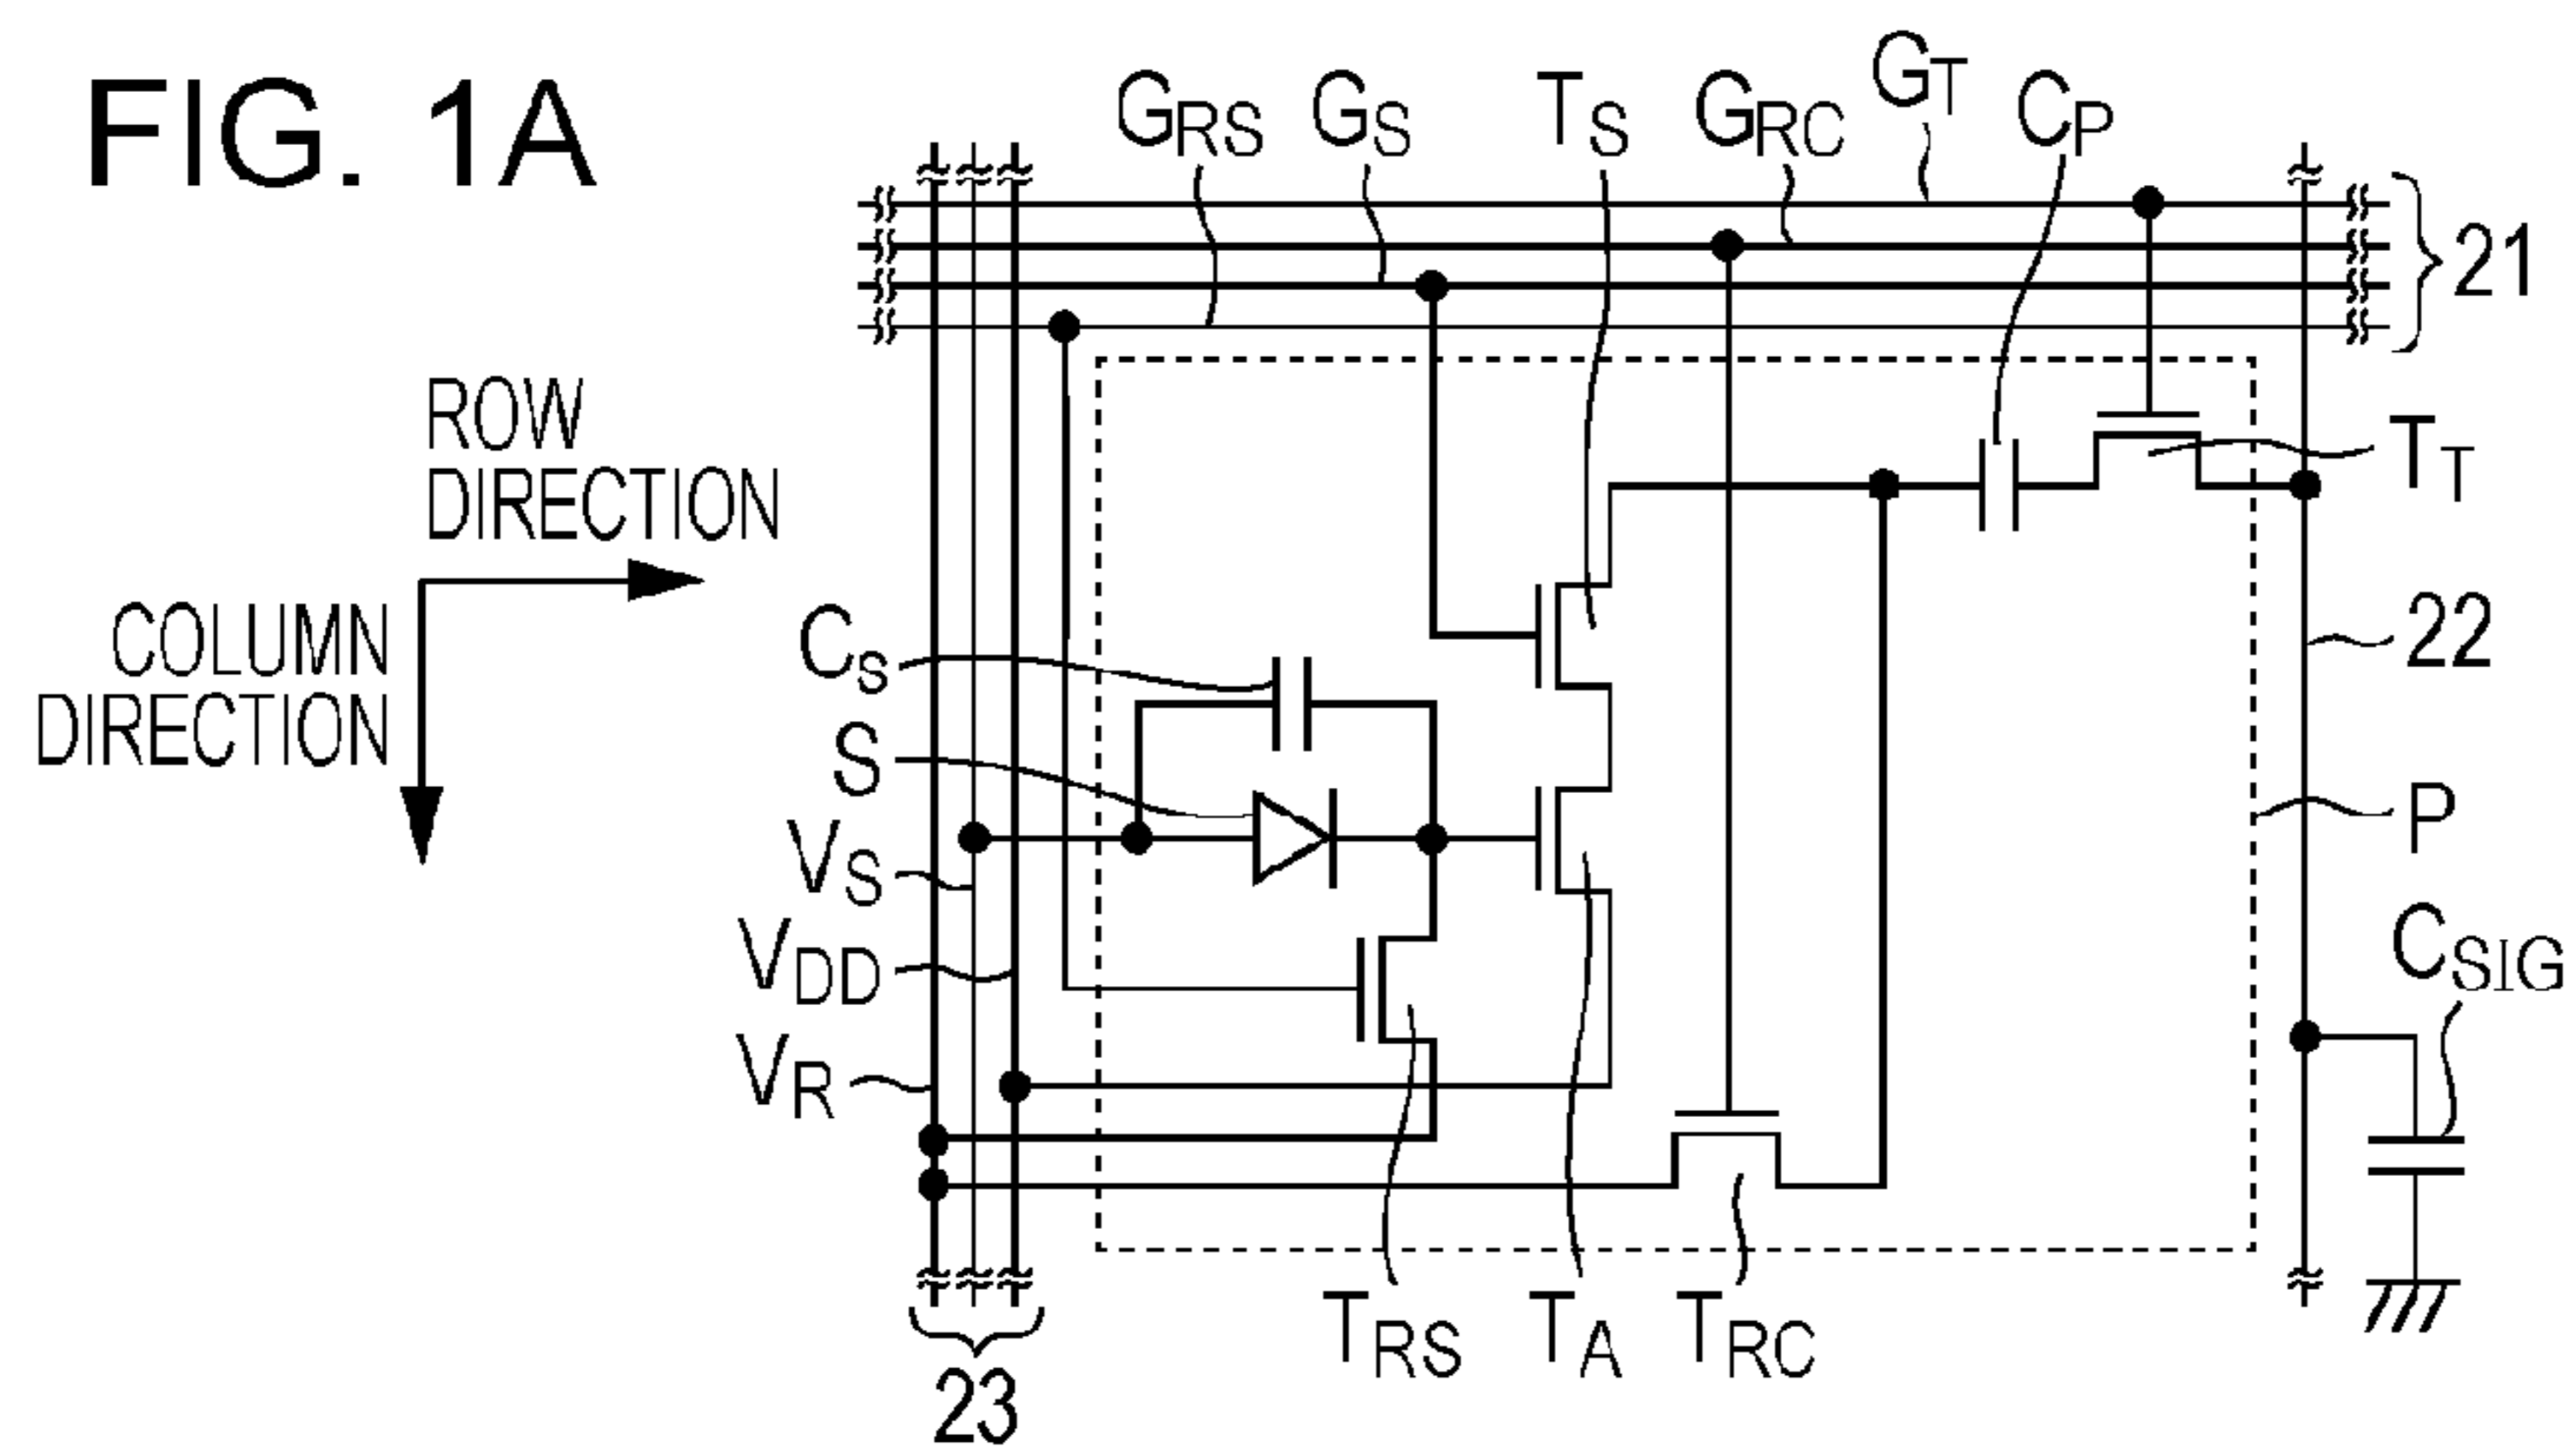 FIG. 1A
GRS GS TS GRC GT CP
21
ROW
DIRECTION
COLUMN
DIRECTION
TT
22
CS
S
VS
P
VDD
CSIG
VR
TRS TA TRC
23